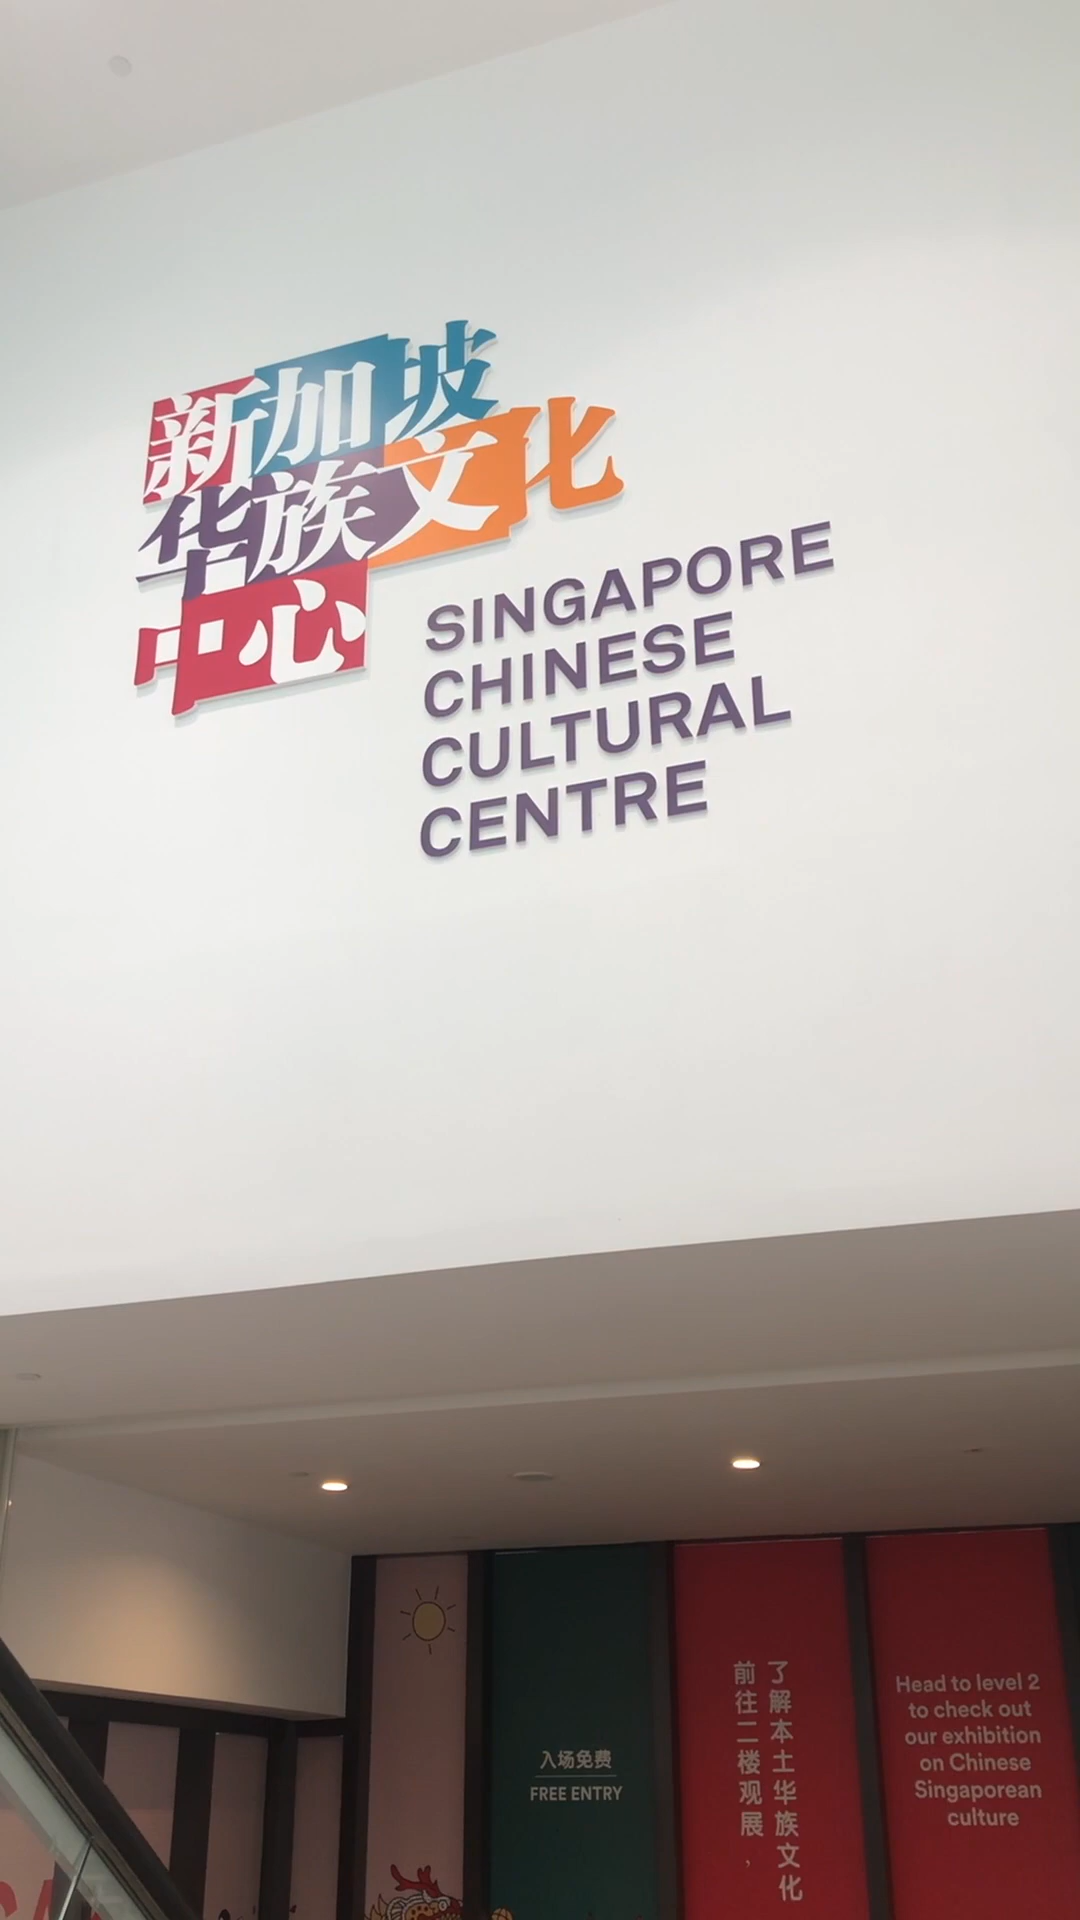 新加坡
华族文化
中心
SINGAPORE
CHINESE
CULTURAL
CENTRE
入场免费
FREE ENTRY
前往二楼观展，
了解本土华族文化
Head to level 2
to check out
our exhibition
on Chinese
Singaporean
culture